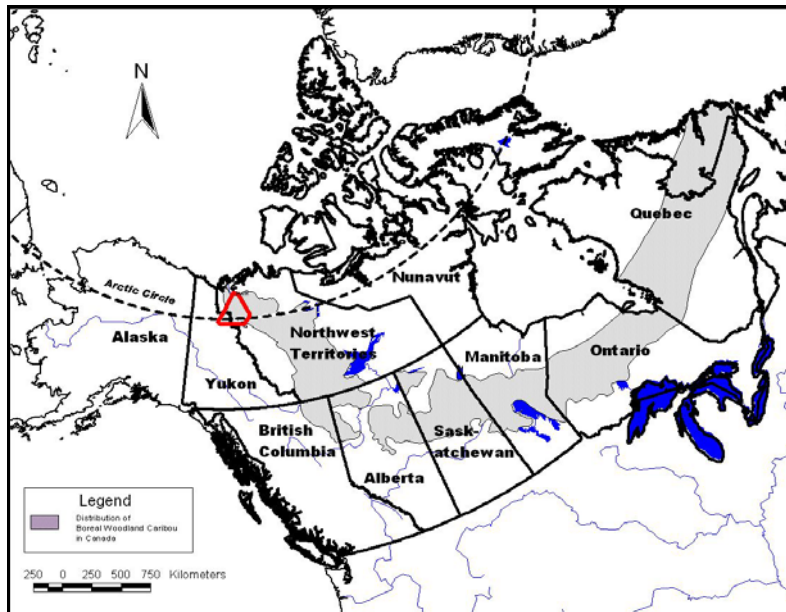 N
Quebec
Nunavut
Arctic Circle
Alaska
Northwest
Territories
Yukon
Manitoba
Ontario
British
Columbia
Sask-
atchewan
Alberta
Legend
Distribution of
Boreal Woodland Caribou
in Canada
250 0 250 500 750 Kilometers